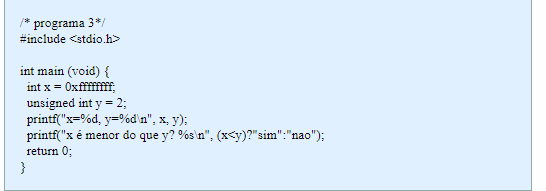 /* programa 3*/
#include <stdio.h>
int main (void) {
int x = 0xffffffff;
unsigned int y = 2;
printf("x=%d, y=%d\n", x, y);
printf("x é menor do que y? %s\n", (x<y)?"sim":"nao");
return 0;
}